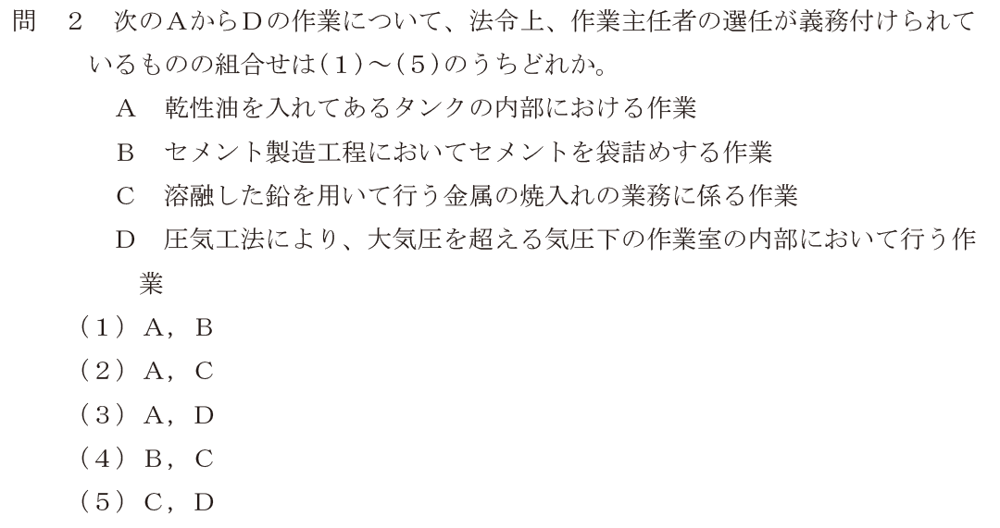 問　２　次のＡからＤの作業について、法令上、作業主任者の選任が義務付けられて
いるものの組合せは(１)～(５)のうちどれか。
Ａ　乾性油を入れてあるタンクの内部における作業
Ｂ　セメント製造工程においてセメントを袋詰めする作業
Ｃ　溶融した鉛を用いて行う金属の焼入れの業務に係る作業
Ｄ　圧気工法により、大気圧を超える気圧下の作業室の内部において行う作
業
(１) Ａ，Ｂ
(２) Ａ，Ｃ
(３) Ａ，Ｄ
(４) Ｂ，Ｃ
(５) Ｃ，Ｄ